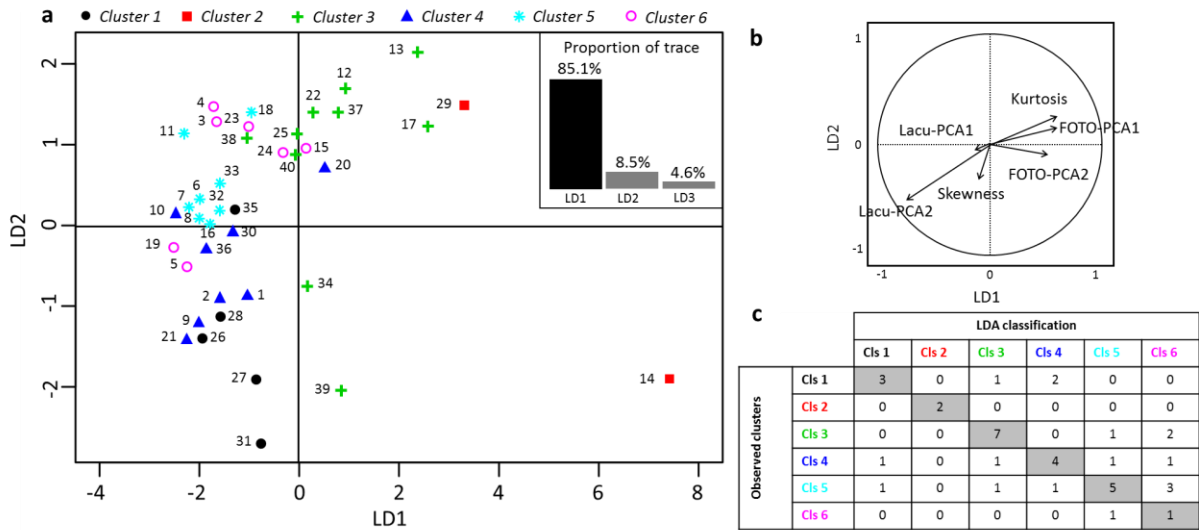 a Cluster 1 Cluster 2 Cluster 3 Cluster 4 Cluster 5 Cluster 6
LD2
2
1
0
-1
-2
-4 -2 0 2 4 6 8
LD1
13
12
22
37
17
29
4
3
23
18
11
38
25
24
15
40
20
33
6
7
32
8
10
35
16
30
19
36
5
2
1
9
28
21
26
27
31
34
39
14
Proportion of trace
85.1%
8.5%
4.6%
LD1 LD2 LD3
b
LD2
1
0
-1
-1 0 1
LD1
Kurtosis
FOTO-PCA1
Lacu-PCA1
FOTO-PCA2
Skewness
Lacu-PCA2
c
LDA classification
Cls 1 Cls 2 Cls 3 Cls 4 Cls 5 Cls 6
Observed clusters
Cls 1 3 0 1 2 0 0
Cls 2 0 2 0 0 0 0
Cls 3 0 0 7 0 1 2
Cls 4 1 0 1 4 1 1
Cls 5 1 0 1 1 5 3
Cls 6 0 0 0 0 1 1